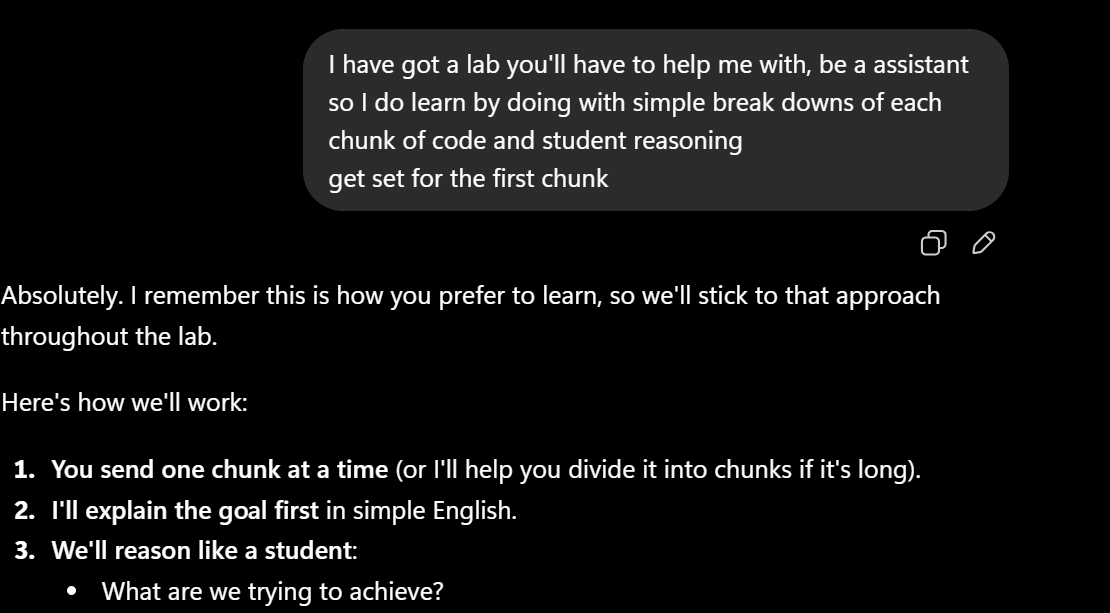 I have got a lab you'll have to help me with, be a assistant
so I do learn by doing with simple break downs of each
chunk of code and student reasoning
get set for the first chunk
Absolutely. I remember this is how you prefer to learn, so we'll stick to that approach
throughout the lab.
Here's how we'll work:
1. You send one chunk at a time (or I'll help you divide it into chunks if it's long).
2. I'll explain the goal first in simple English.
3. We'll reason like a student:
• What are we trying to achieve?